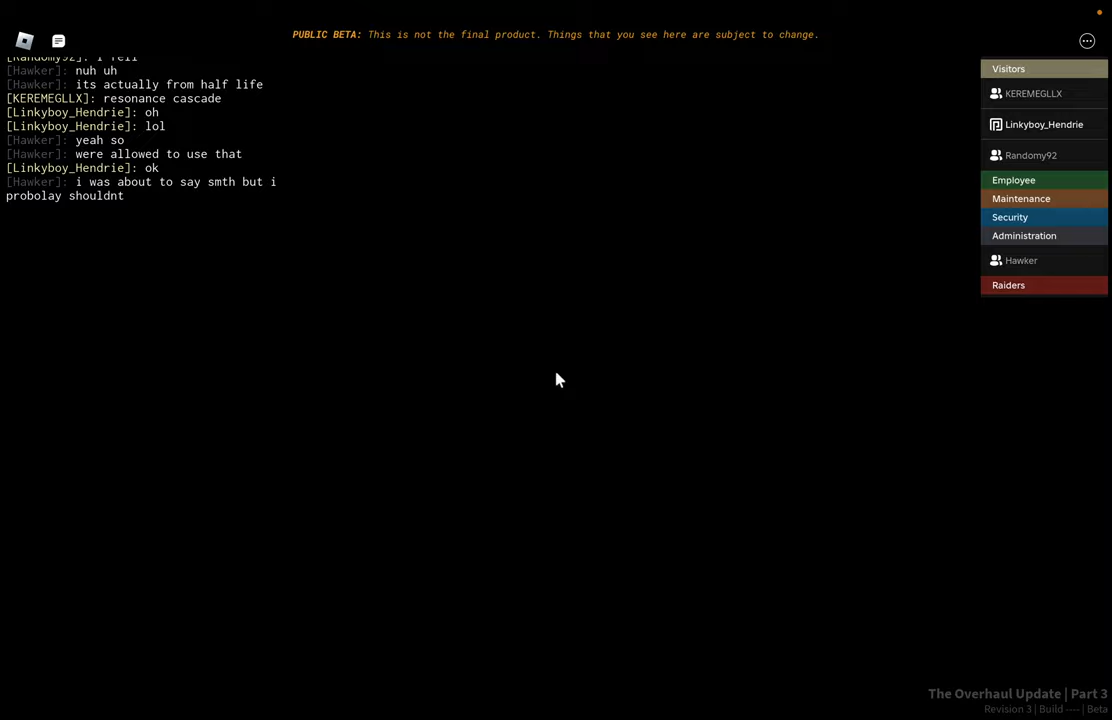 PUBLIC BETA: This is not the final product. Things that you see here are subject to change.
[Randomy92]: i fell
[Hawker]: nuh uh
[Hawker]: its actually from half life
[KEREMEGLLX]: resonance cascade
[Linkyboy_Hendrie]: oh
[Linkyboy_Hendrie]: lol
[Hawker]: yeah so
[Hawker]: were allowed to use that
[Linkyboy_Hendrie]: ok
[Hawker]: i was about to say smth but i
probolay shouldnt
Visitors
KEREMEGLLX
Linkyboy_Hendrie
Randomy92
Employee
Maintenance
Security
Administration
Hawker
Raiders
The Overhaul Update | Part 3
Revision 3 | Build ---- | Beta